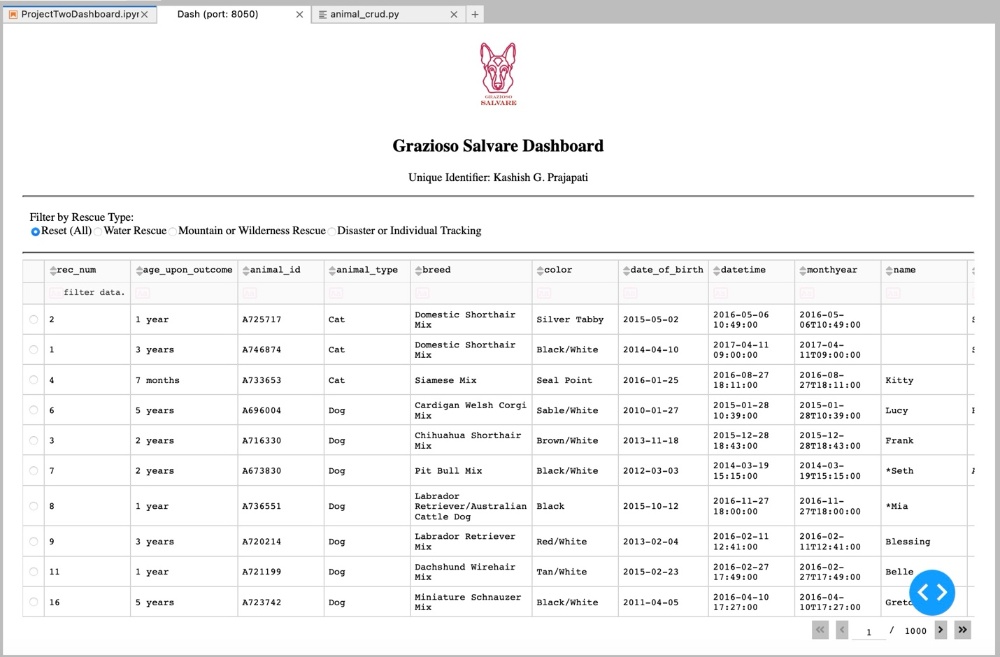 ProjectTwoDashboard.ipyr
Dash (port: 8050)
animal_crud.py
GRAZIOSO
SALVARE
Grazioso Salvare Dashboard
Unique Identifier: Kashish G. Prajapati
Filter by Rescue Type:
Reset (All) Water Rescue Mountain or Wilderness Rescue Disaster or Individual Tracking
rec_num age_upon_outcome animal_id animal_type breed color date_of_birth datetime monthyear name
Aa filter data. Aa Aa Aa Aa Aa Aa Aa Aa Aa
2 1 year A725717 Cat Domestic Shorthair Mix Silver Tabby 2015-05-02 2016-05-06 10:49:00 2016-05-06T10:49:00
1 3 years A746874 Cat Domestic Shorthair Mix Black/White 2014-04-10 2017-04-11 09:00:00 2017-04-11T09:00:00
4 7 months A733653 Cat Siamese Mix Seal Point 2016-01-25 2016-08-27 18:11:00 2016-08-27T18:11:00 Kitty
6 5 years A696004 Dog Cardigan Welsh Corgi Mix Sable/White 2010-01-27 2015-01-28 10:39:00 2015-01-28T10:39:00 Lucy
3 2 years A716330 Dog Chihuahua Shorthair Mix Brown/White 2013-11-18 2015-12-28 18:43:00 2015-12-28T18:43:00 Frank
7 2 years A673830 Dog Pit Bull Mix Black/White 2012-03-03 2014-03-19 15:15:00 2014-03-19T15:15:00 *Seth
8 1 year A736551 Dog Labrador Retriever/Australian Cattle Dog Black 2015-10-12 2016-11-27 18:00:00 2016-11-27T18:00:00 *Mia
9 3 years A720214 Dog Labrador Retriever Mix Red/White 2013-02-04 2016-02-11 12:41:00 2016-02-11T12:41:00 Blessing
11 1 year A721199 Dog Dachshund Wirehair Mix Tan/White 2015-02-23 2016-02-27 17:49:00 2016-02-27T17:49:00 Belle
16 5 years A723742 Dog Miniature Schnauzer Mix Black/White 2011-04-05 2016-04-10 17:27:00 2016-04-10T17:27:00
1 / 1000